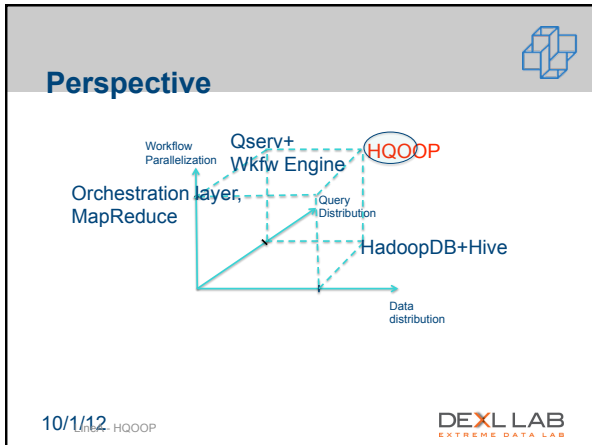 Perspective
Workflow
Parallelization
Qserv+
Wkfw Engine
HQOOP
Orchestration layer,
MapReduce
Query
Distribution
HadoopDB+Hive
Data
distribution
10/1/12
LineA - HQOOP
DEXL LAB
EXTREME DATA LAB